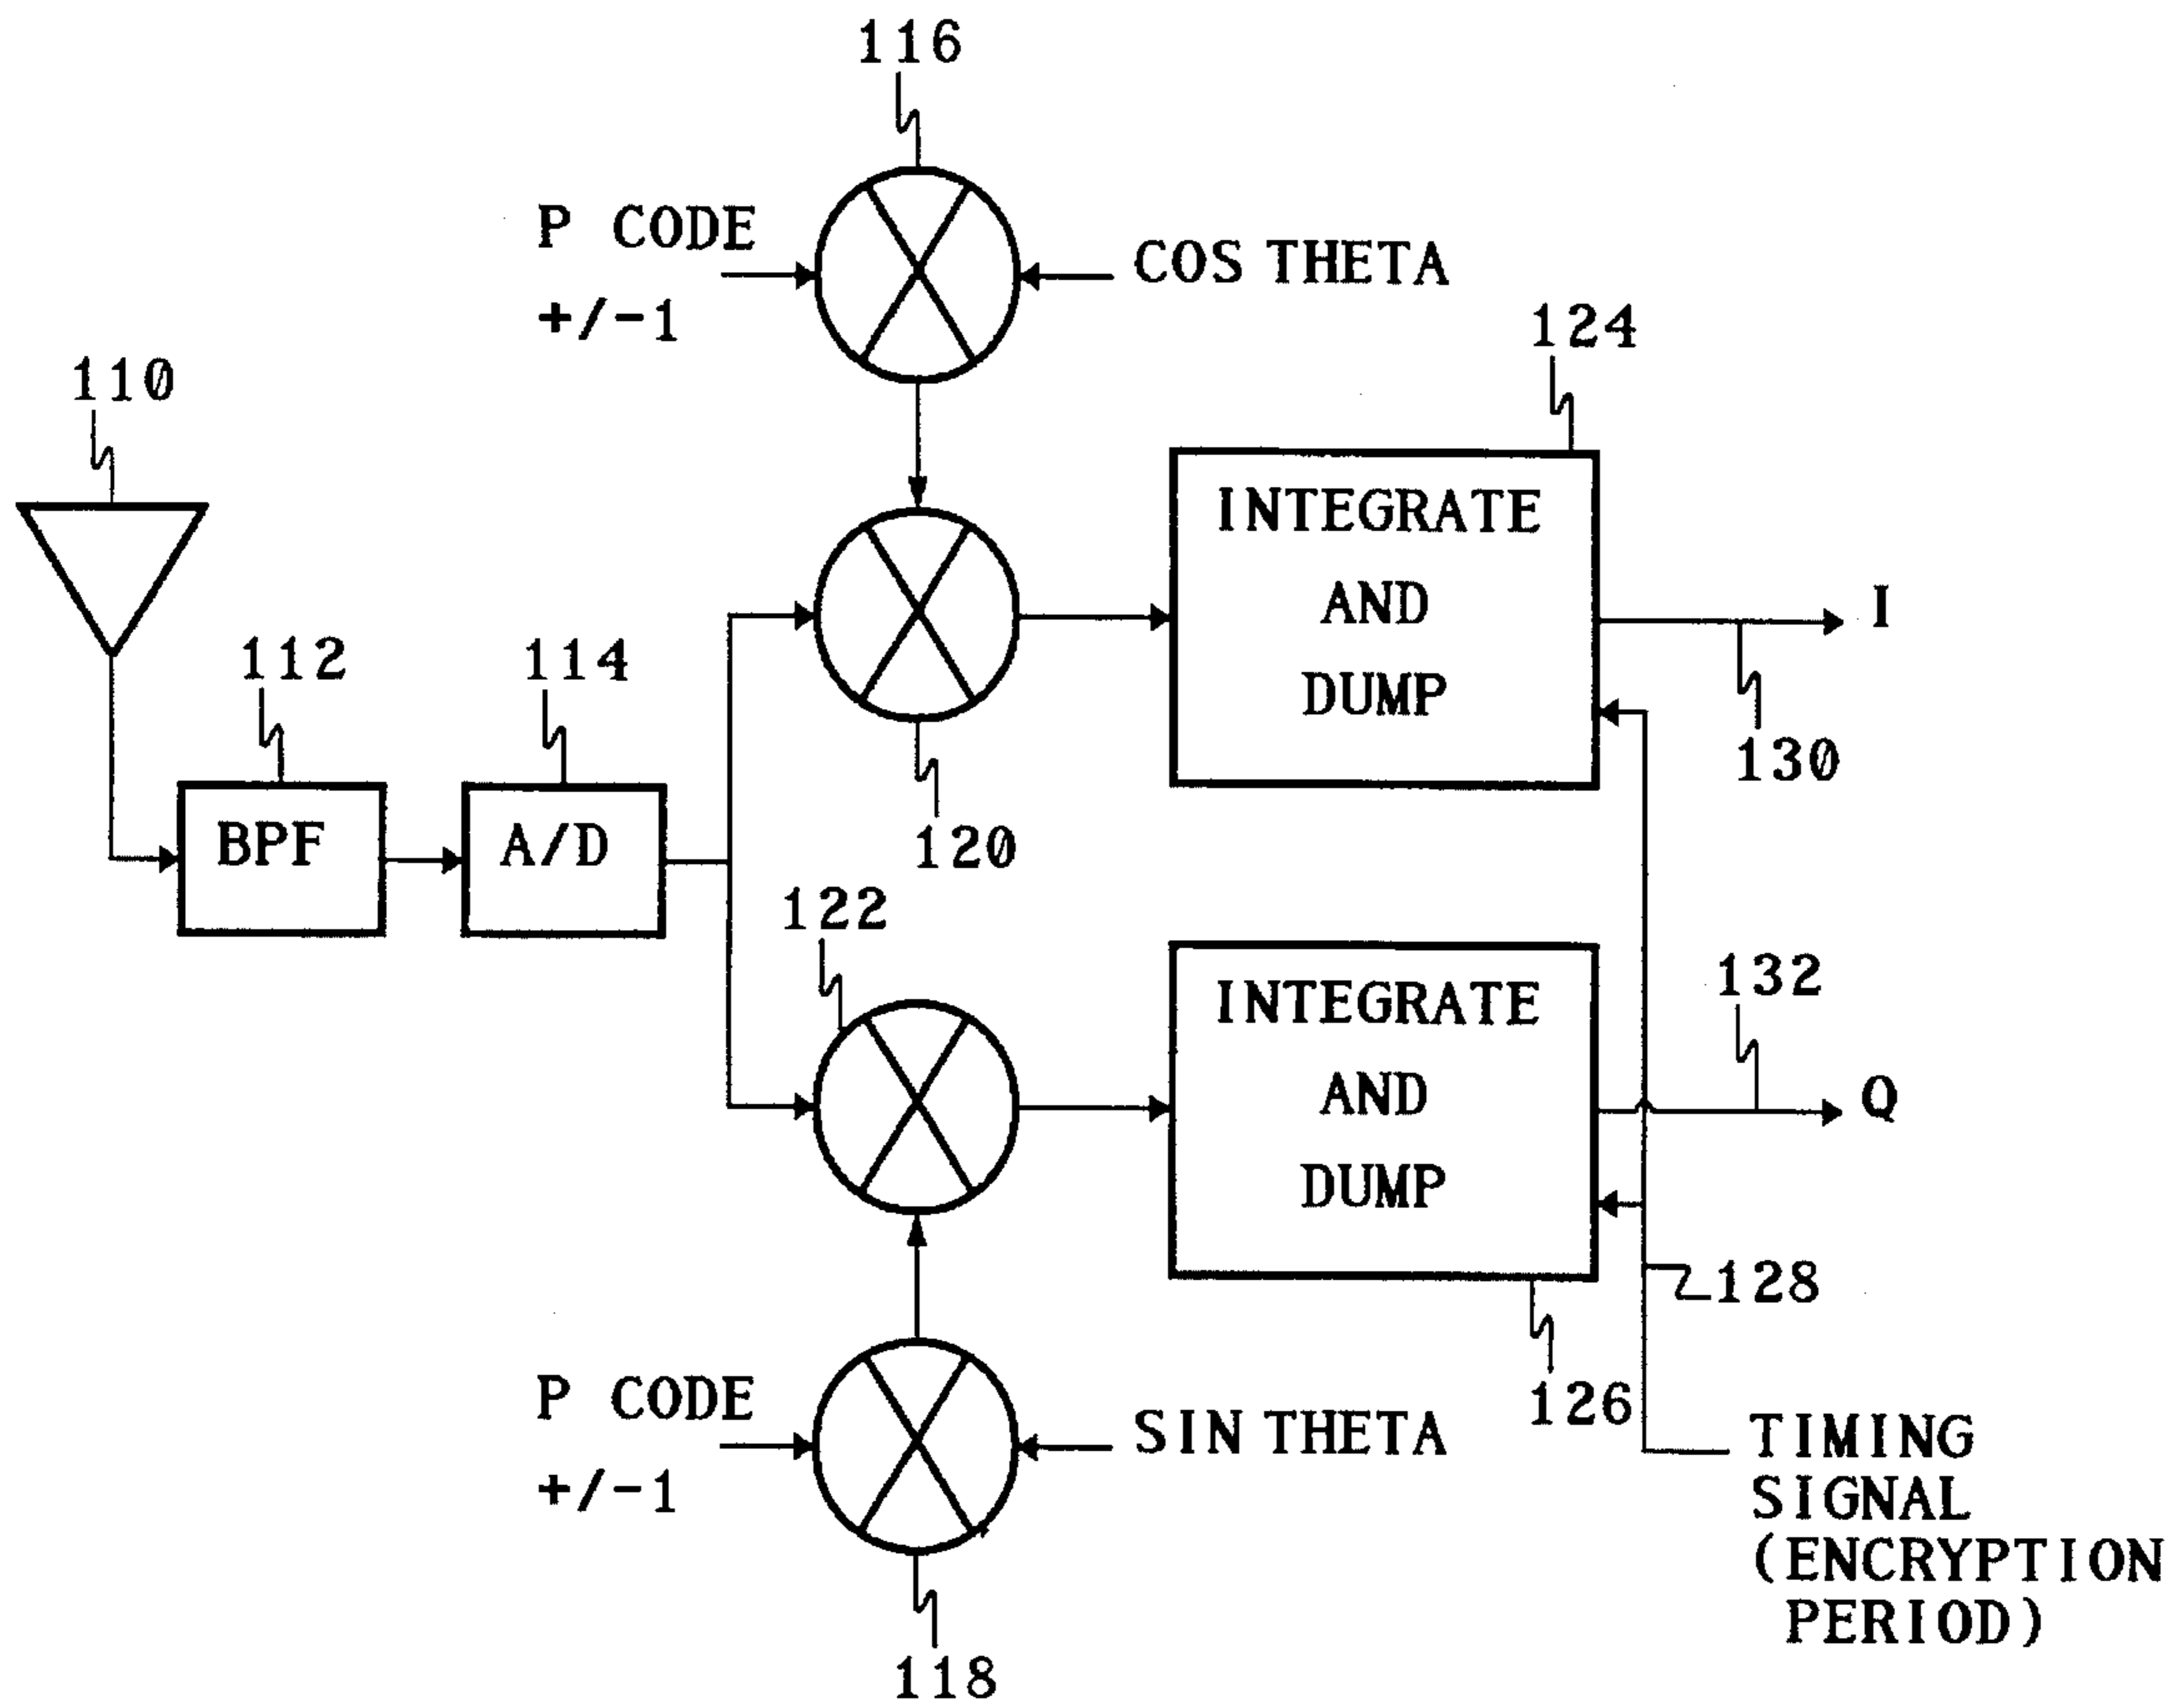 116
P CODE
+/-1
COS THETA
124
110
INTEGRATE
AND
DUMP
I
112
114
130
BPF
A/D
120
122
INTEGRATE
AND
DUMP
132
Q
128
P CODE
+/-1
SIN THETA
126
TIMING
SIGNAL
(ENCRYPTION
PERIOD)
118